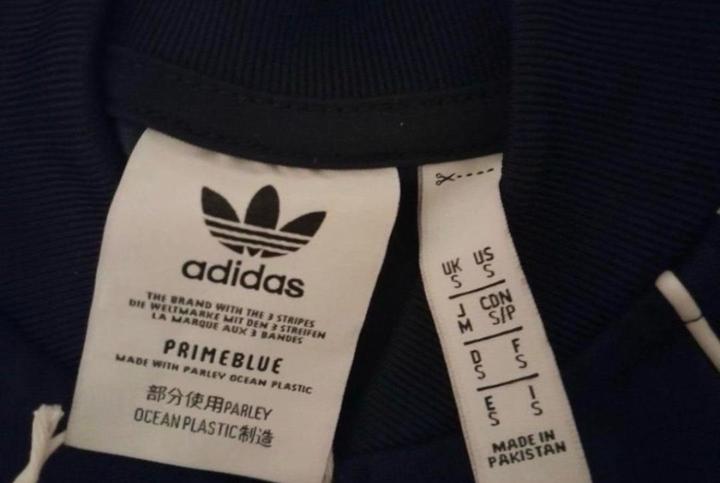 adidas
THE BRAND WITH THE 3 STRIPES
DIE WELTMARKE MIT DEN 3 STREIFEN
LA MARQUE AUX 3 BANDES
PRIMEBLUE
MADE WITH PARLEY OCEAN PLASTIC
部分使用PARLEY
OCEAN PLASTIC制造
UK US
S S
J CDN
M S/P
D F
S S
E I
S S
MADE IN
PAKISTAN